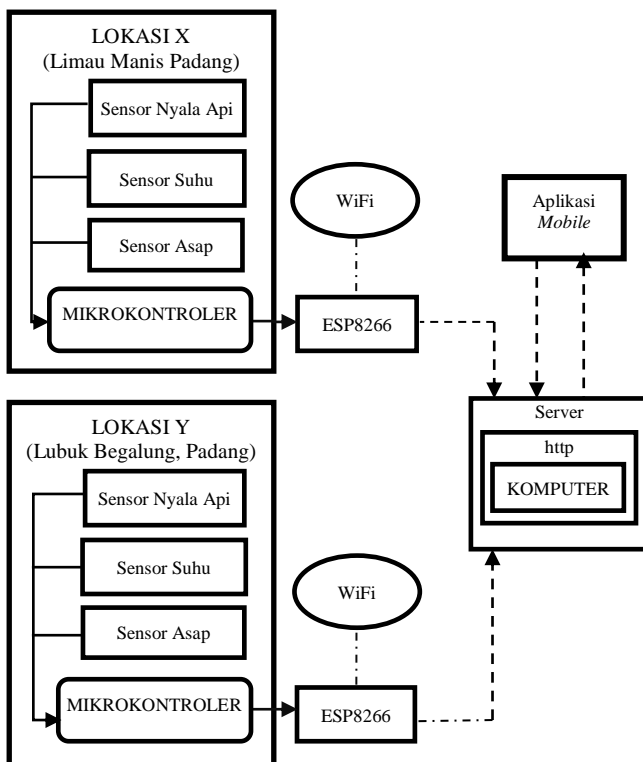 LOKASI X
(Limau Manis Padang)
Sensor Nyala Api
Sensor Suhu
Sensor Asap
MIKROKONTROLER
WiFi
ESP8266
Aplikasi
Mobile
Server
http
KOMPUTER
LOKASI Y
(Lubuk Begalung, Padang)
Sensor Nyala Api
Sensor Suhu
Sensor Asap
MIKROKONTROLER
WiFi
ESP8266